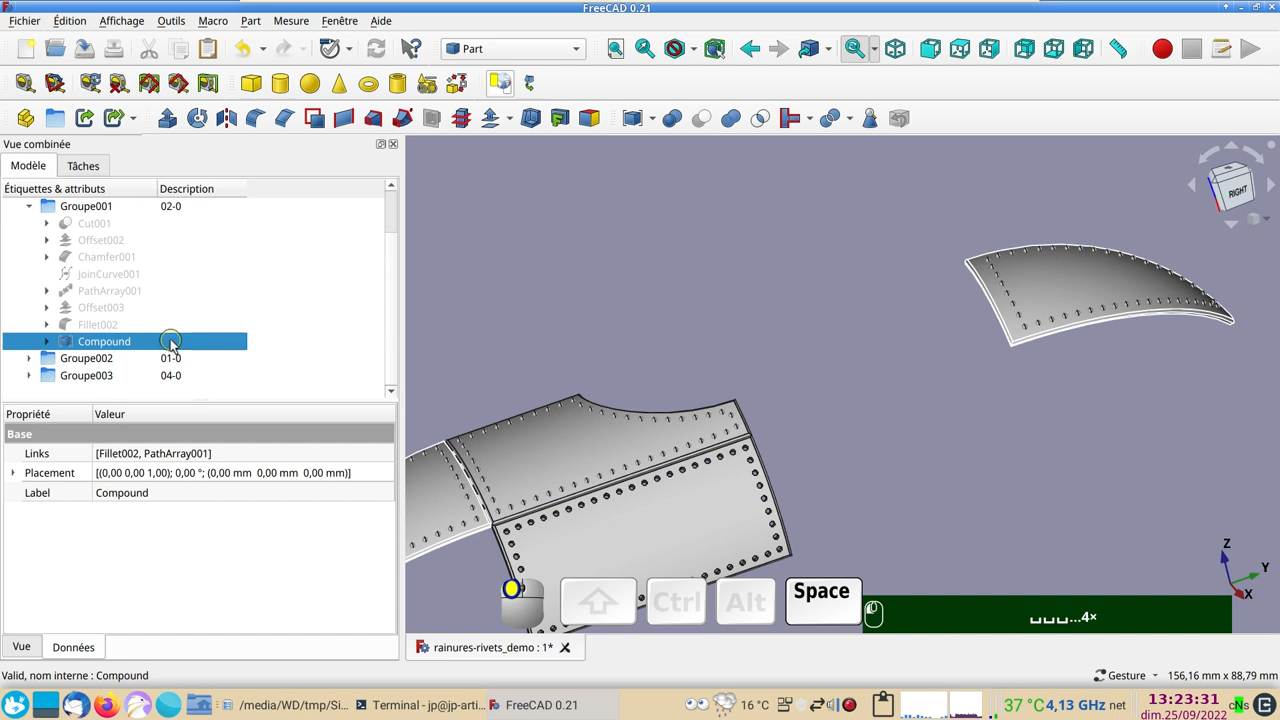 FreeCAD 0.21
Fichier Édition Affichage Outils Macro Part Mesure Fenêtre Aide
Part
Vue combinée
Modèle Tâches
Étiquettes & attributs Description
Groupe001 02-0
Cut001
Offset002
Chamfer001
JoinCurve001
PathArray001
Offset003
Fillet002
Compound
Groupe002 01-0
Groupe003 04-0
Propriété Valeur
Base
Links [Fillet002, PathArray001]
Placement [(0,00 0,00 1,00); 0,00 °; (0,00 mm 0,00 mm 0,00 mm)]
Label Compound
RIGHT
Z
Y
X
Ctrl Alt Space
␣␣␣...4×
Vue Données
rainures-rivets_demo : 1*
Valid, nom interne : Compound
Gesture 156,16 mm x 88,79 mm
/media/WD/tmp/Si... Terminal - jp@jp-arti... FreeCAD 0.21
16 °C
37 °C 4,13 GHz net
13:23:31
dim.25/09/2022
cNs